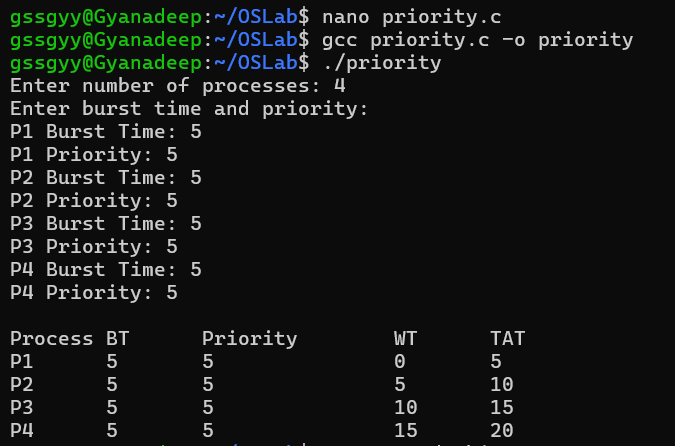 gssgyy@Gyanadeep:~/OSLab$ nano priority.c
gssgyy@Gyanadeep:~/OSLab$ gcc priority.c -o priority
gssgyy@Gyanadeep:~/OSLab$ ./priority
Enter number of processes: 4
Enter burst time and priority:
P1 Burst Time: 5
P1 Priority: 5
P2 Burst Time: 5
P2 Priority: 5
P3 Burst Time: 5
P3 Priority: 5
P4 Burst Time: 5
P4 Priority: 5
Process BT Priority WT TAT
P1 5 5 0 5
P2 5 5 5 10
P3 5 5 10 15
P4 5 5 15 20